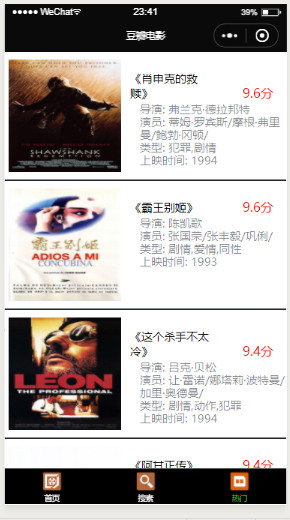 WeChat 23:41 39%
豆瓣电影
THE
SHAWSHANK
REDEMPTION
《肖申克的救
赎》 9.6分
导演: 弗兰克·德拉邦特
演员: 蒂姆·罗宾斯/摩根·弗里
曼/鲍勃·冈顿/
类型: 犯罪,剧情
上映时间: 1994
霸王别姬
ADIOS A MI
CONCUBINA
《霸王别姬》 9.6分
导演: 陈凯歌
演员: 张国荣/张丰毅/巩俐/
类型: 剧情,爱情,同性
上映时间: 1993
LEON
THE PROFESSIONAL
《这个杀手不太
冷》 9.4分
导演: 吕克·贝松
演员: 让·雷诺/娜塔莉·波特曼/
加里·奥德曼/
类型: 剧情,动作,犯罪
上映时间: 1994
《阿甘正传》 9.4分
首页 搜索 热门